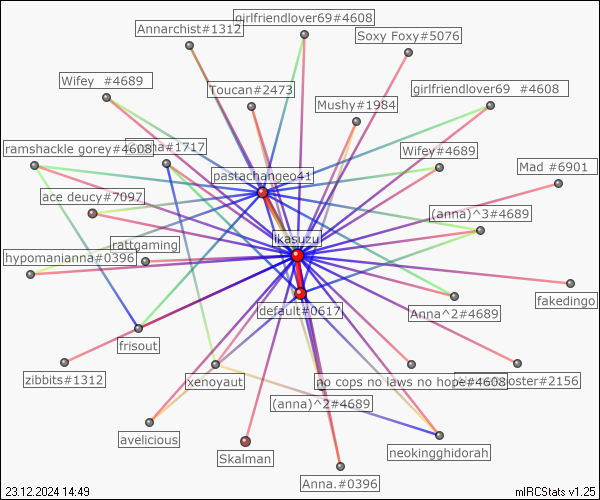 girlfriendlover69#4608
Annarchist#1312
Soxy Foxy#5076
Wifey  #4689
Toucan#2473
girlfriendlover69  #4608
Mushy#1984
ramshackle gorey#4608
#1717
Wifey#4689
Mad #6901
pastachangeo41
ace deucy#7097
(anna)^3#4689
ikasuzu
rattgaming
hypomanianna#0396
fakedingo
default#0617
Anna^2#4689
frisout
zibbits#1312
xenoyaut
no cops no laws no hope#4608
#2156
(anna)^2#4689
avelicious
Skalman
neokingghidorah
Anna.#0396
23.12.2024 14:49
mIRCStats v1.25